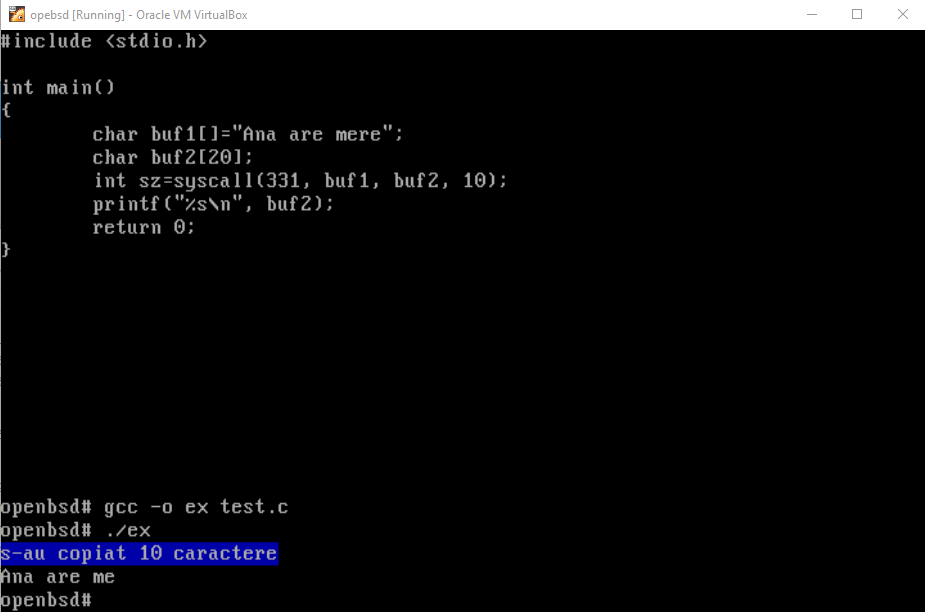 opebsd [Running] - Oracle VM VirtualBox
#include <stdio.h>
int main()
{
        char buf1[]="Ana are mere";
        char buf2[20];
        int sz=syscall(331, buf1, buf2, 10);
        printf("%s\n", buf2);
        return 0;
}
openbsd# gcc -o ex test.c
openbsd# ./ex
s-au copiat 10 caractere
Ana are me
openbsd#